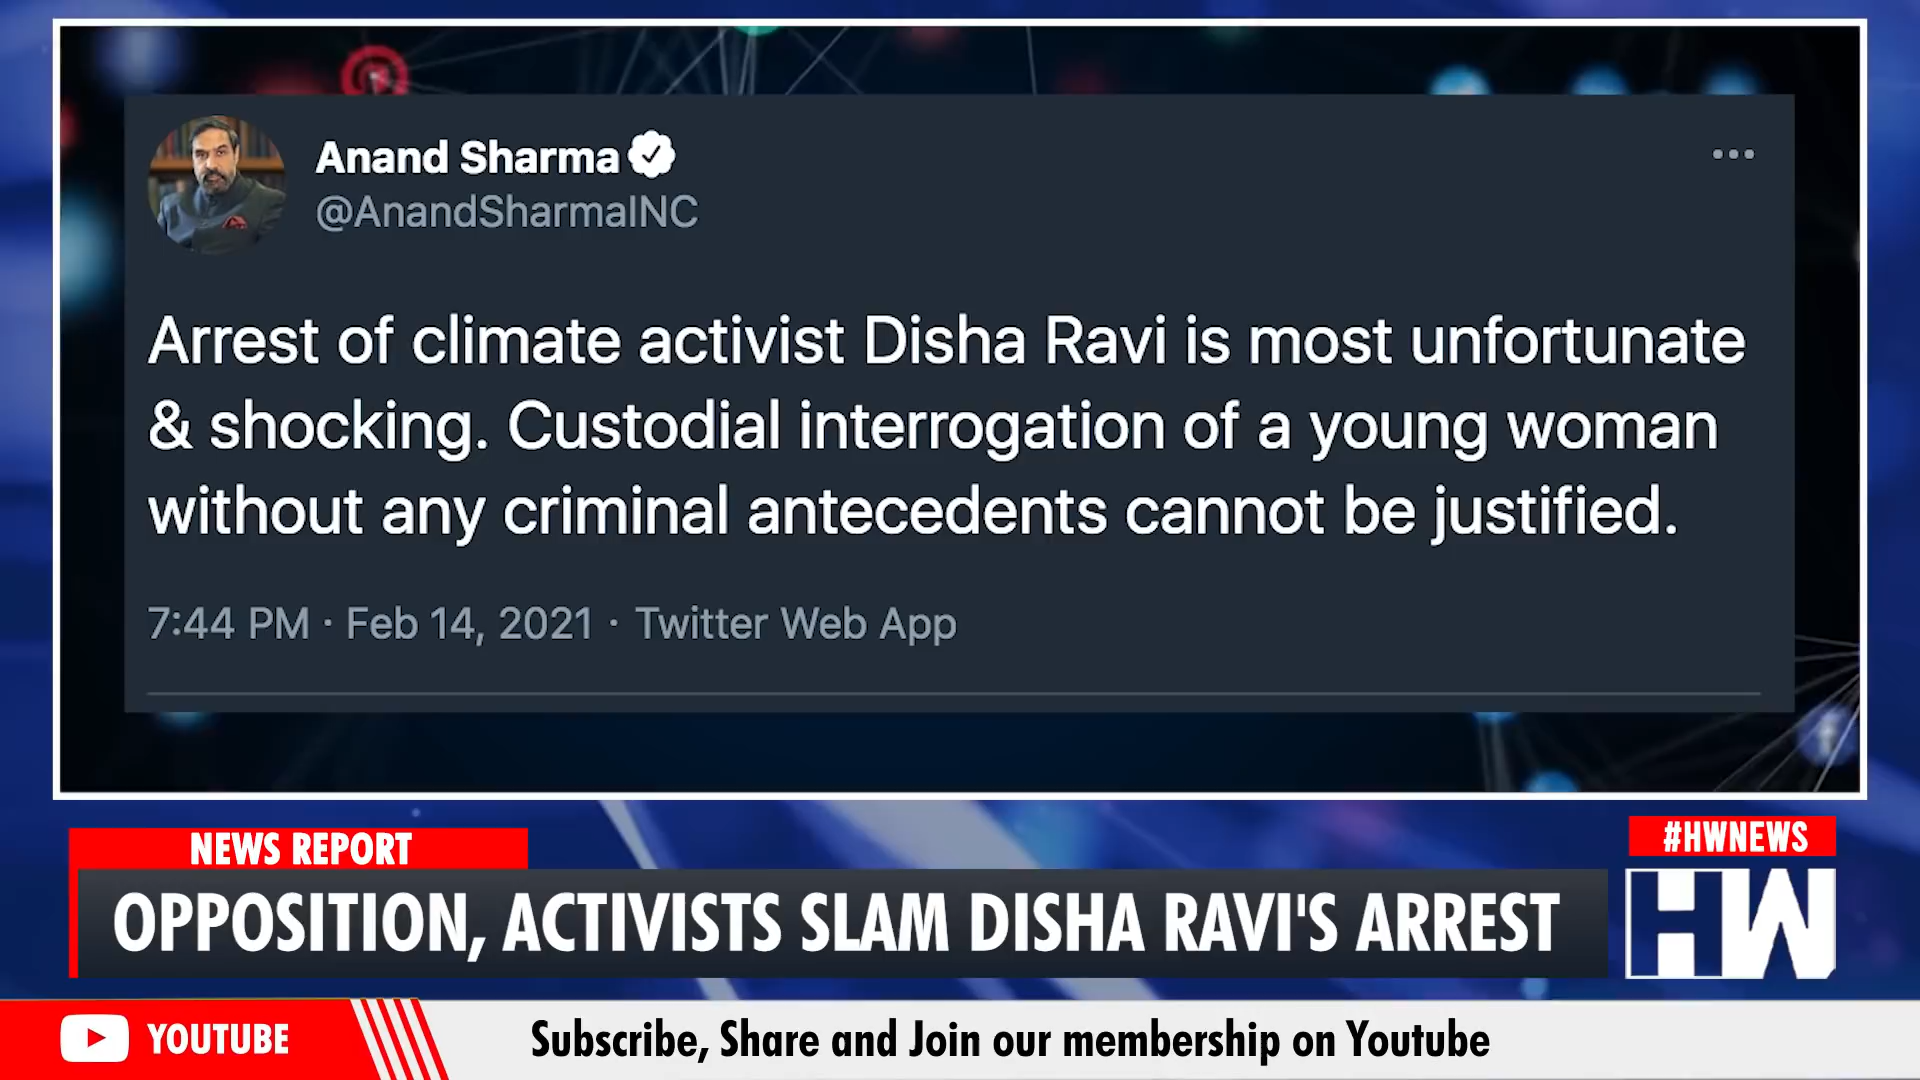 Anand Sharma
@AnandSharmaINC
Arrest of climate activist Disha Ravi is most unfortunate
& shocking. Custodial interrogation of a young woman
without any criminal antecedents cannot be justified.
7:44 PM · Feb 14, 2021 · Twitter Web App
NEWS REPORT
#HWNEWS
OPPOSITION, ACTIVISTS SLAM DISHA RAVI'S ARREST
HW
YOUTUBE
Subscribe, Share and Join our membership on Youtube